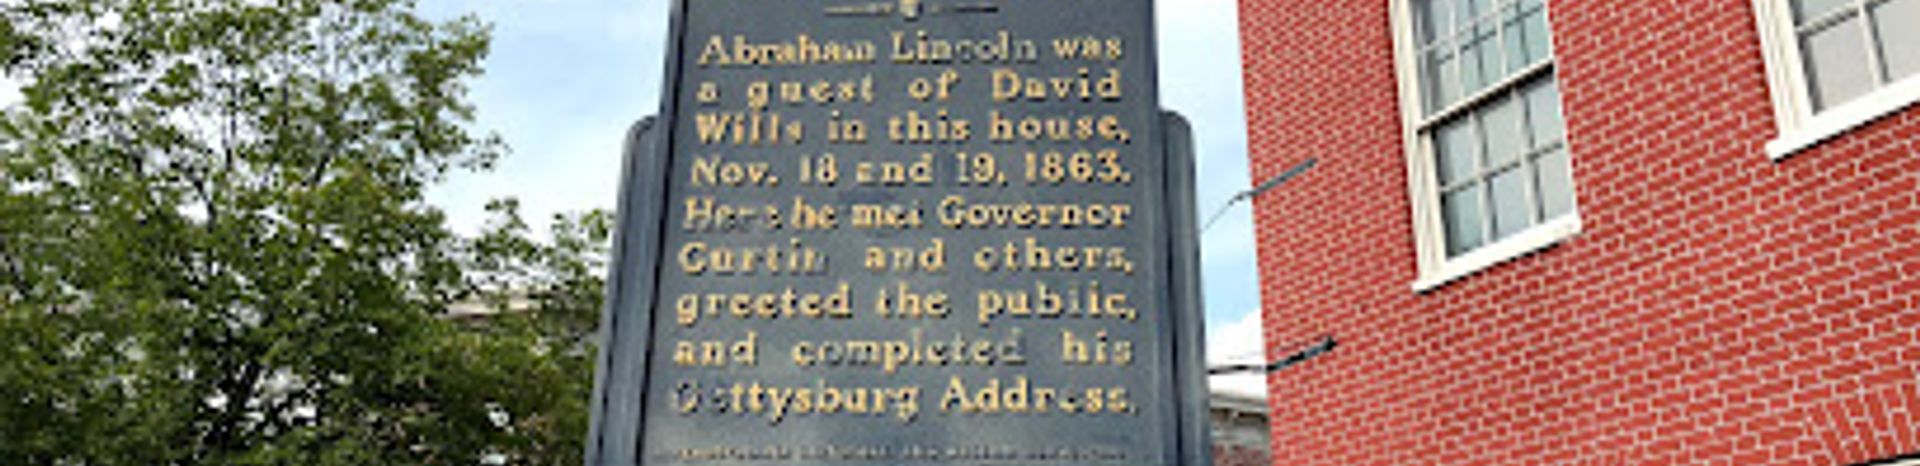 Abraham Lincoln was
a guest of David
Wills in this house,
Nov. 18 and 19, 1863.
Here he met Governor
Curtin and others,
greeted the public,
and completed his
Gettysburg Address.